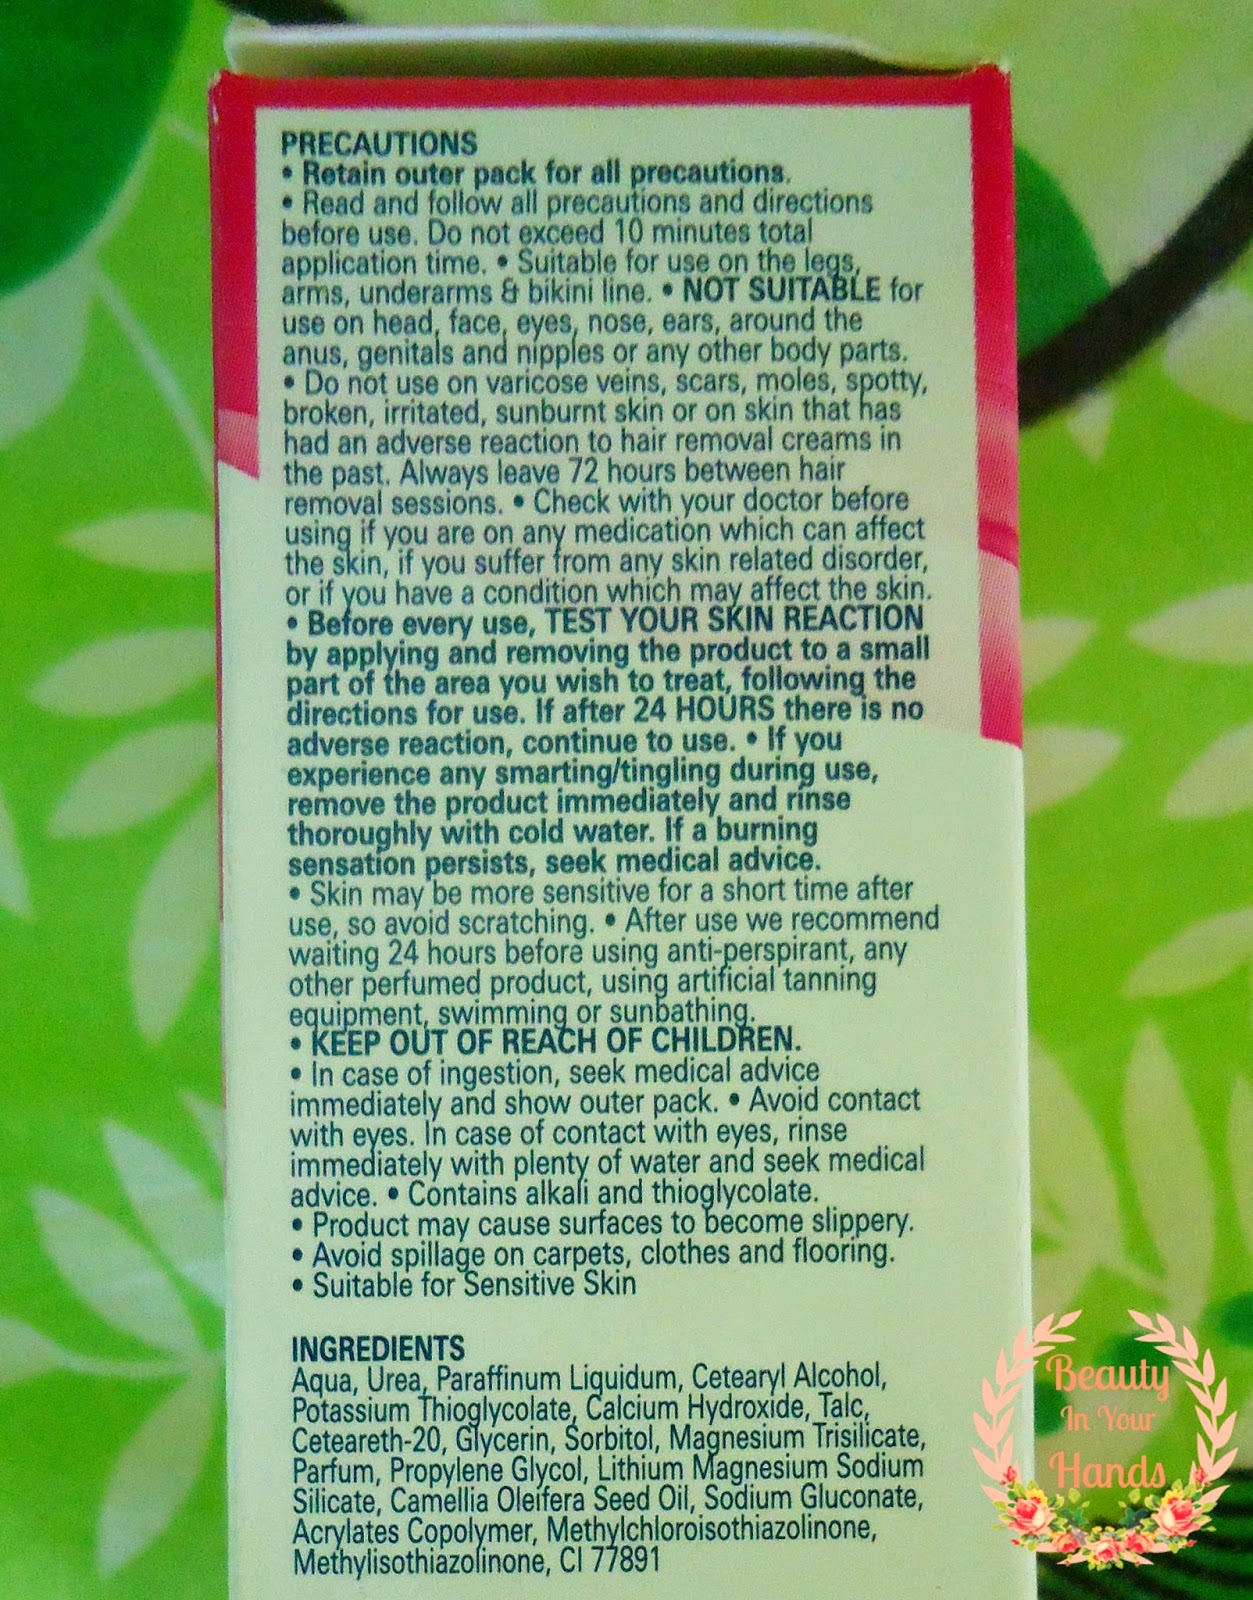 PRECAUTIONS
• Retain outer pack for all precautions.
• Read and follow all precautions and directions
before use. Do not exceed 10 minutes total
application time. • Suitable for use on the legs,
arms, underarms & bikini line. • NOT SUITABLE for
use on head, face, eyes, nose, ears, around the
anus, genitals and nipples or any other body parts.
• Do not use on varicose veins, scars, moles, spotty,
broken, irritated, sunburnt skin or on skin that has
had an adverse reaction to hair removal creams in
the past. Always leave 72 hours between hair
removal sessions. • Check with your doctor before
using if you are on any medication which can affect
the skin, if you suffer from any skin related disorder,
or if you have a condition which may affect the skin.
• Before every use, TEST YOUR SKIN REACTION
by applying and removing the product to a small
part of the area you wish to treat, following the
directions for use. If after 24 HOURS there is no
adverse reaction, continue to use. • If you
experience any smarting/tingling during use,
remove the product immediately and rinse
thoroughly with cold water. If a burning
sensation persists, seek medical advice.
• Skin may be more sensitive for a short time after
use, so avoid scratching. • After use we recommend
waiting 24 hours before using anti-perspirant, any
other perfumed product, using artificial tanning
equipment, swimming or sunbathing.
• KEEP OUT OF REACH OF CHILDREN.
• In case of ingestion, seek medical advice
immediately and show outer pack. • Avoid contact
with eyes. In case of contact with eyes, rinse
immediately with plenty of water and seek medical
advice. • Contains alkali and thioglycolate.
• Product may cause surfaces to become slippery.
• Avoid spillage on carpets, clothes and flooring.
• Suitable for Sensitive Skin
INGREDIENTS
Aqua, Urea, Paraffinum Liquidum, Cetearyl Alcohol,
Potassium Thioglycolate, Calcium Hydroxide, Talc,
Ceteareth-20, Glycerin, Sorbitol, Magnesium Trisilicate,
Parfum, Propylene Glycol, Lithium Magnesium Sodium
Silicate, Camellia Oleifera Seed Oil, Sodium Gluconate,
Acrylates Copolymer, Methylchloroisothiazolinone,
Methylisothiazolinone, CI 77891
Beauty
In Your
Hands